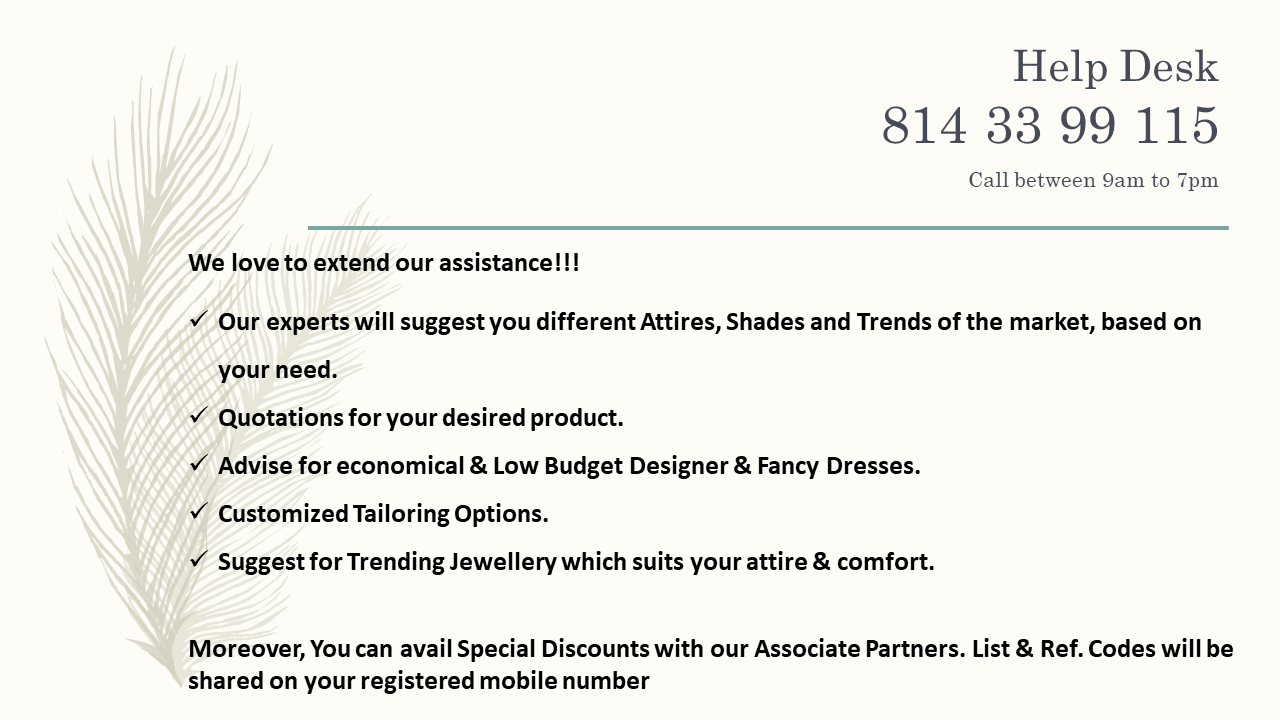 Help Desk
814 33 99 115
Call between 9am to 7pm
We love to extend our assistance!!!
✓ Our experts will suggest you different Attires, Shades and Trends of the market, based on
your need.
✓ Quotations for your desired product.
✓ Advise for economical & Low Budget Designer & Fancy Dresses.
✓ Customized Tailoring Options.
✓ Suggest for Trending Jewellery which suits your attire & comfort.
Moreover, You can avail Special Discounts with our Associate Partners. List & Ref. Codes will be
shared on your registered mobile number